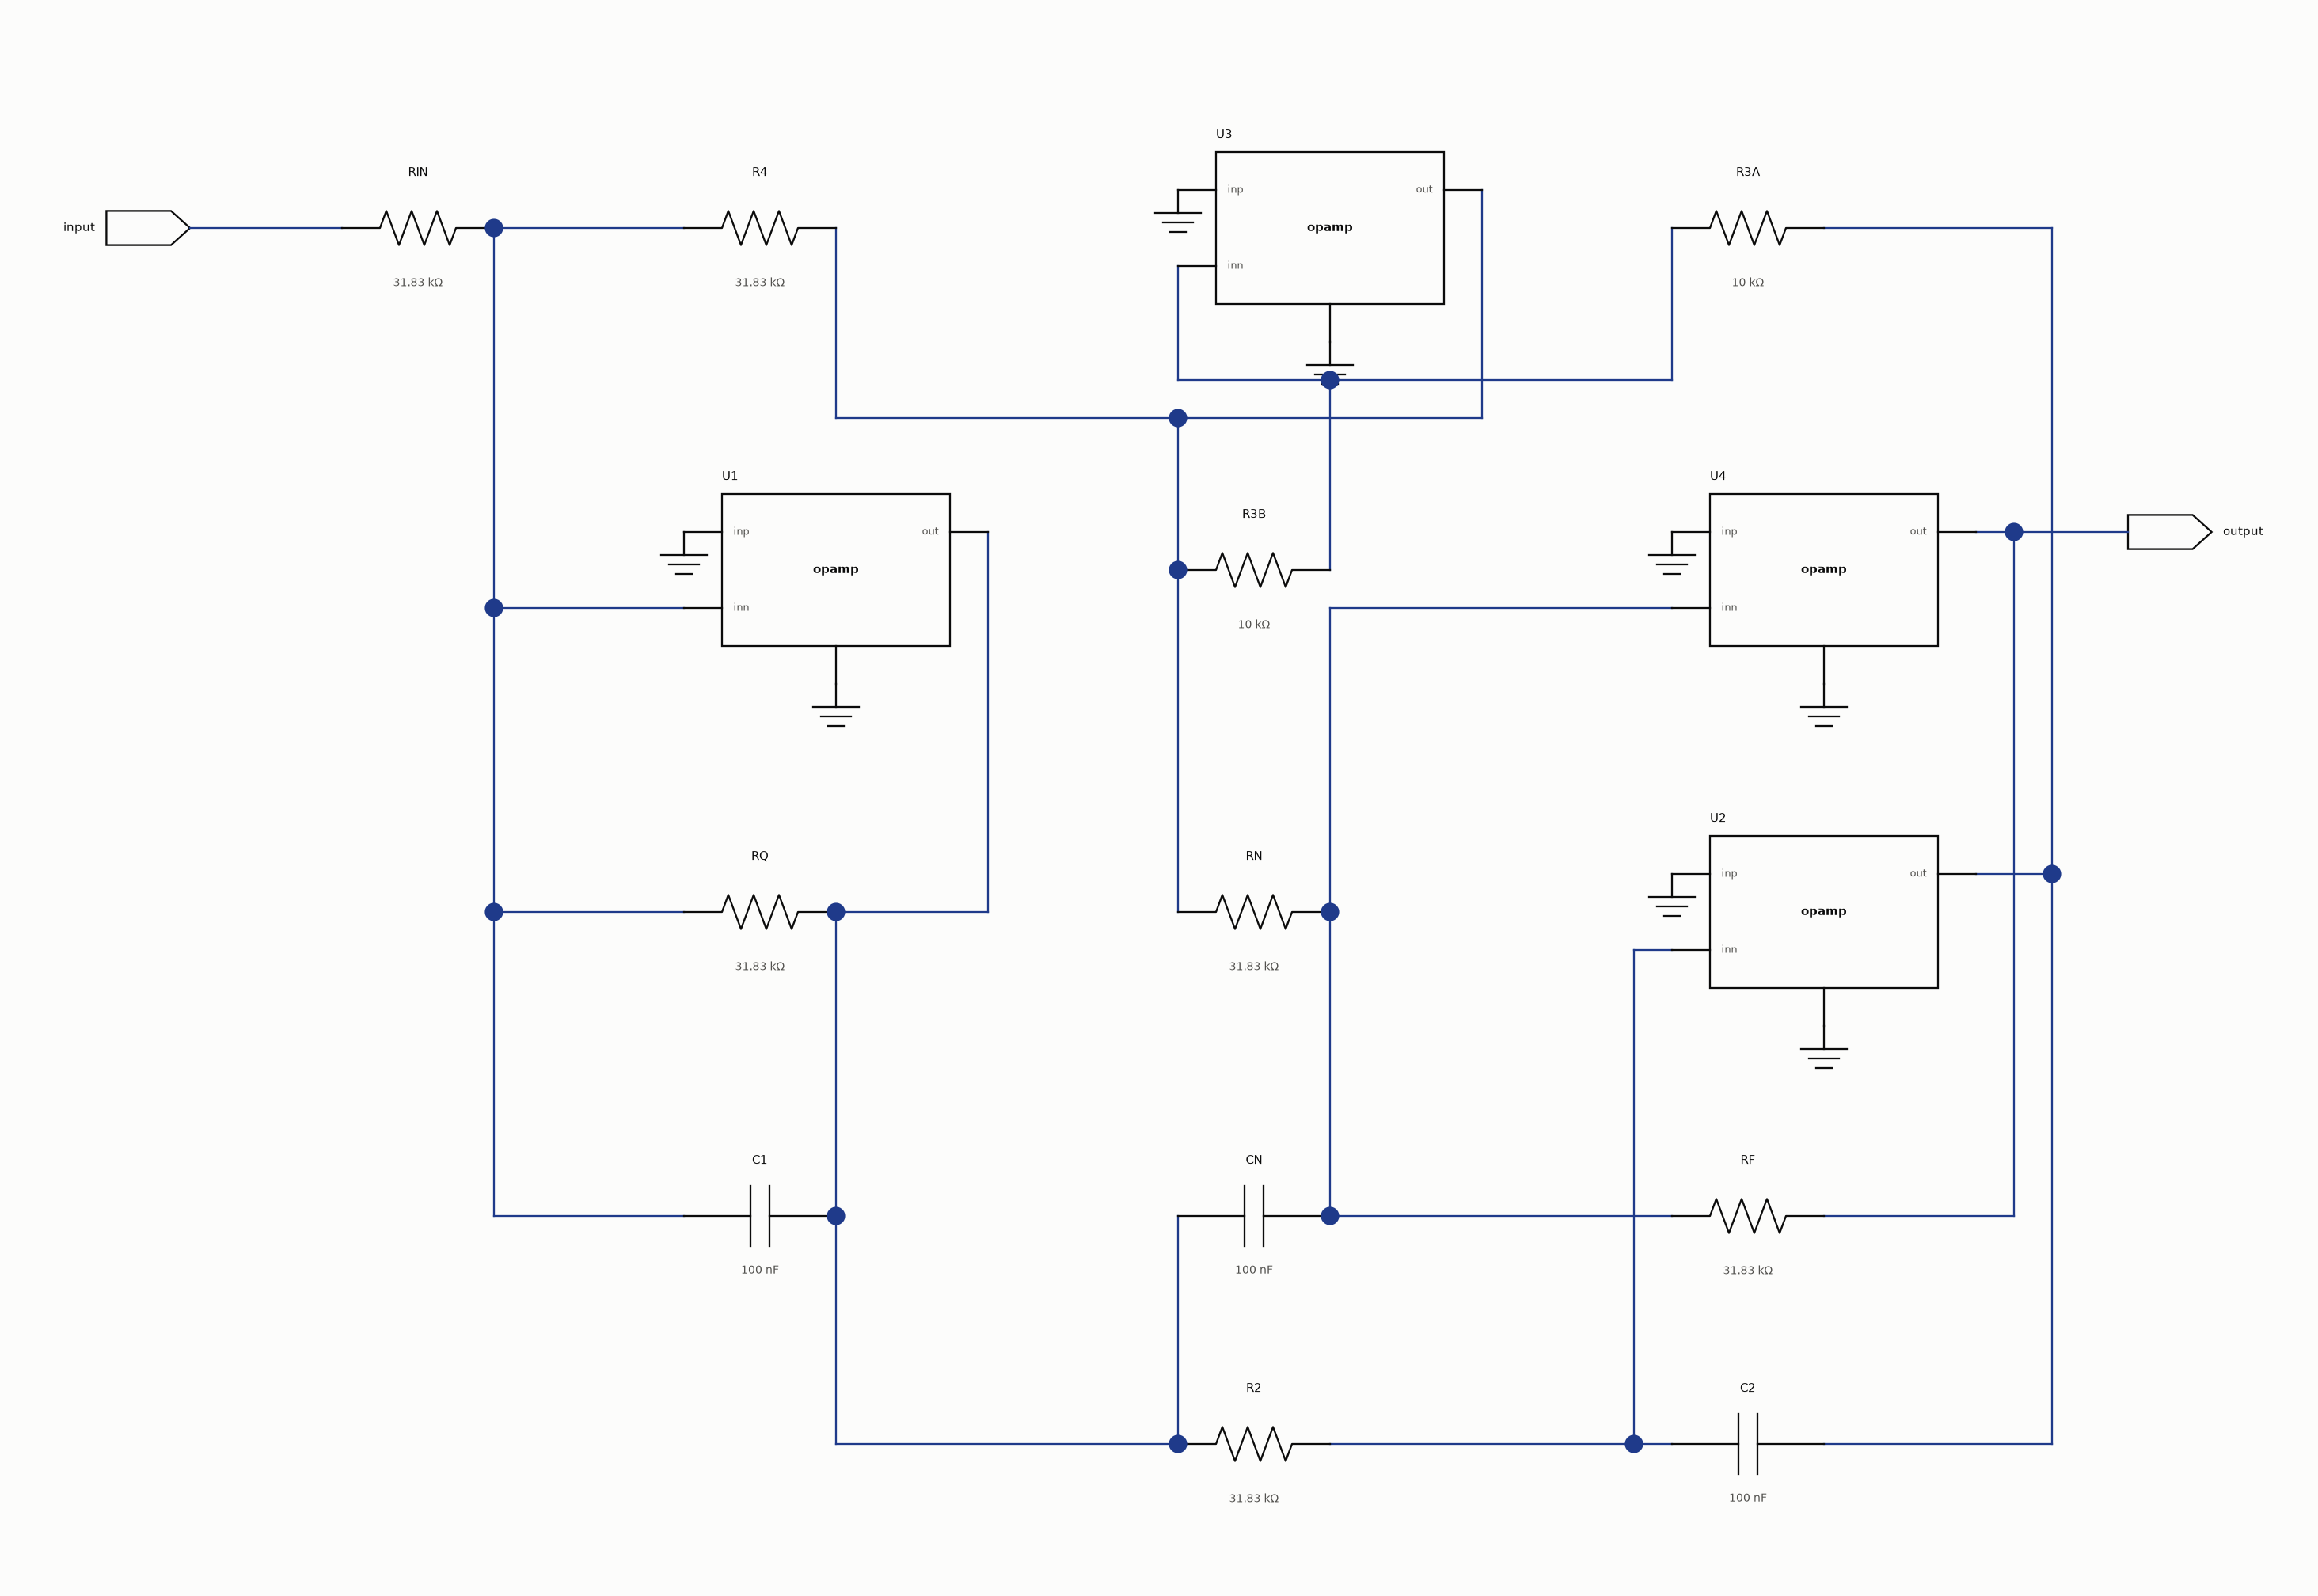 U3
RIN
R4
R3A
inp
out
input
opamp
inn
31.83 kΩ
31.83 kΩ
10 kΩ
U1
U4
R3B
inp
out
inp
out
output
opamp
opamp
inn
inn
10 kΩ
U2
RQ
RN
inp
out
opamp
inn
31.83 kΩ
31.83 kΩ
C1
CN
RF
100 nF
100 nF
31.83 kΩ
R2
C2
31.83 kΩ
100 nF